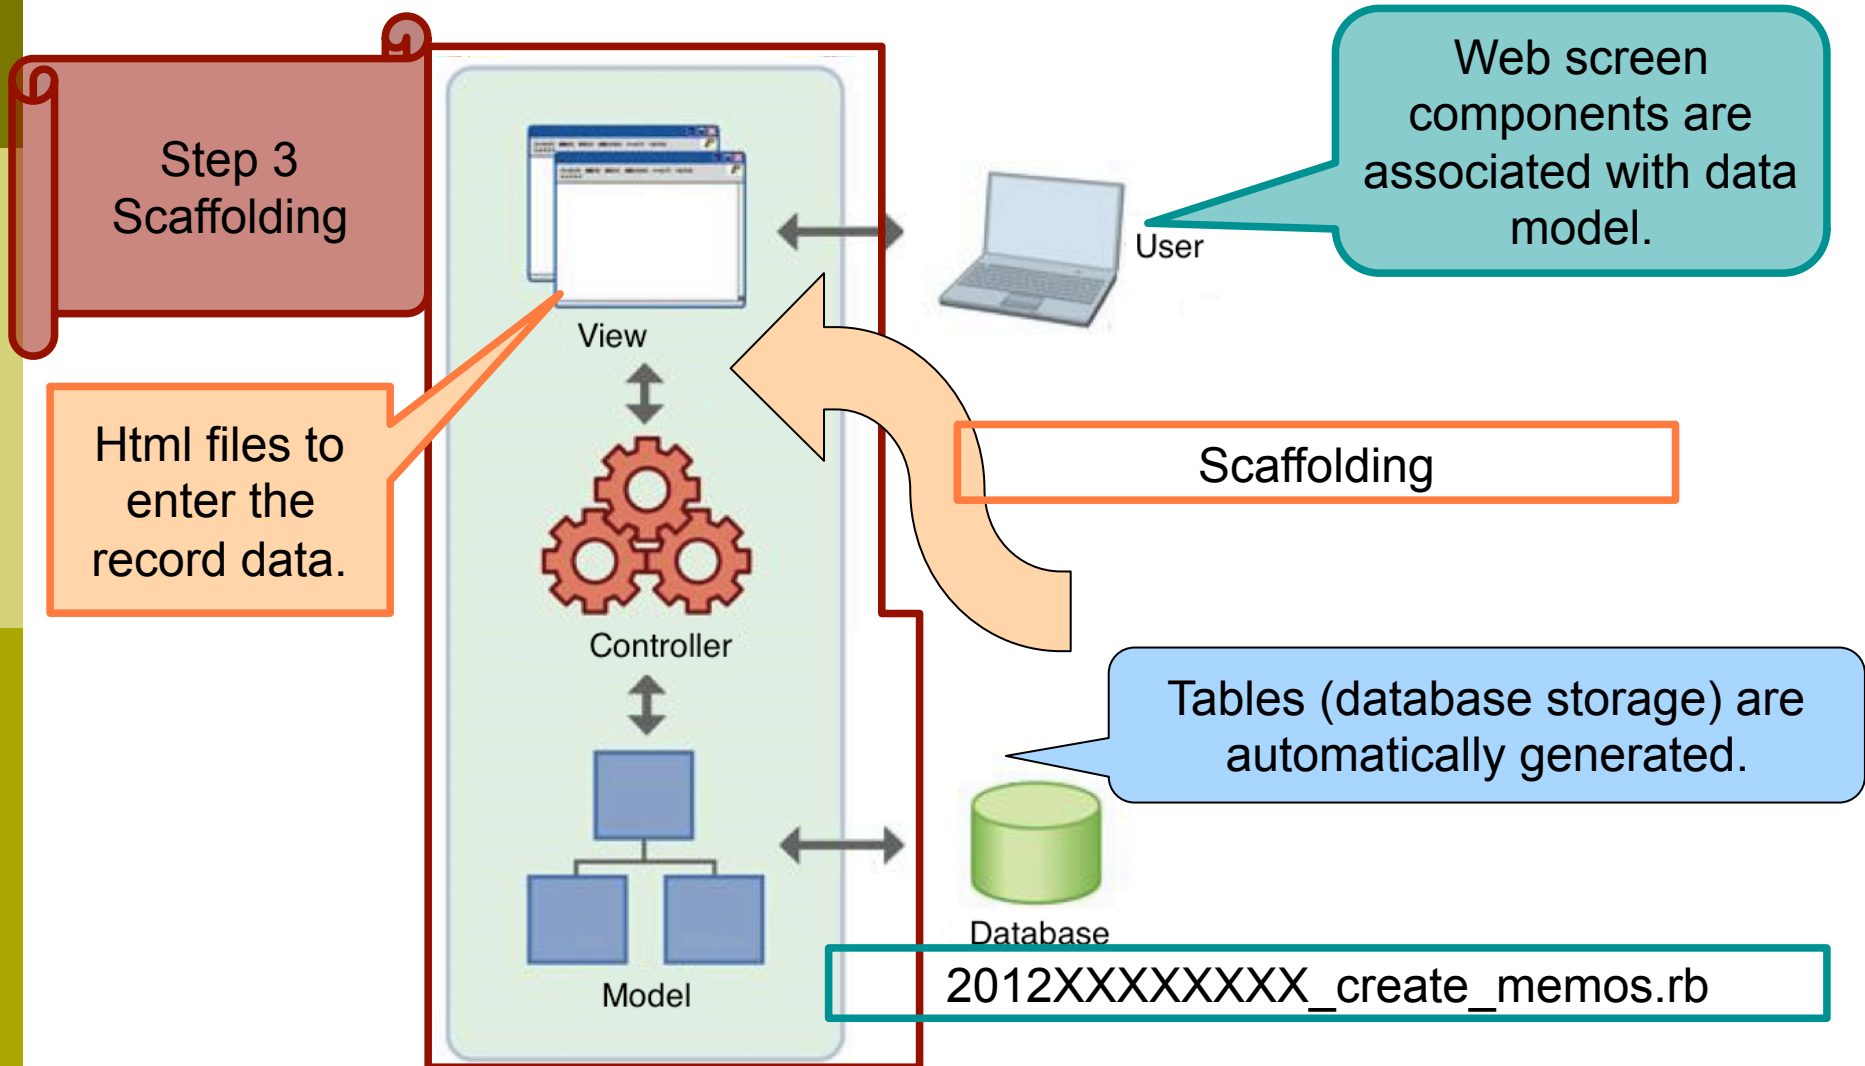 Step 3
Scaffolding
Web screen
components are
associated with data
model.
User
View
Html files to
enter the
record data.
Scaffolding
Controller
Tables (database storage) are
automatically generated.
Database
2012XXXXXXXX_create_memos.rb
Model